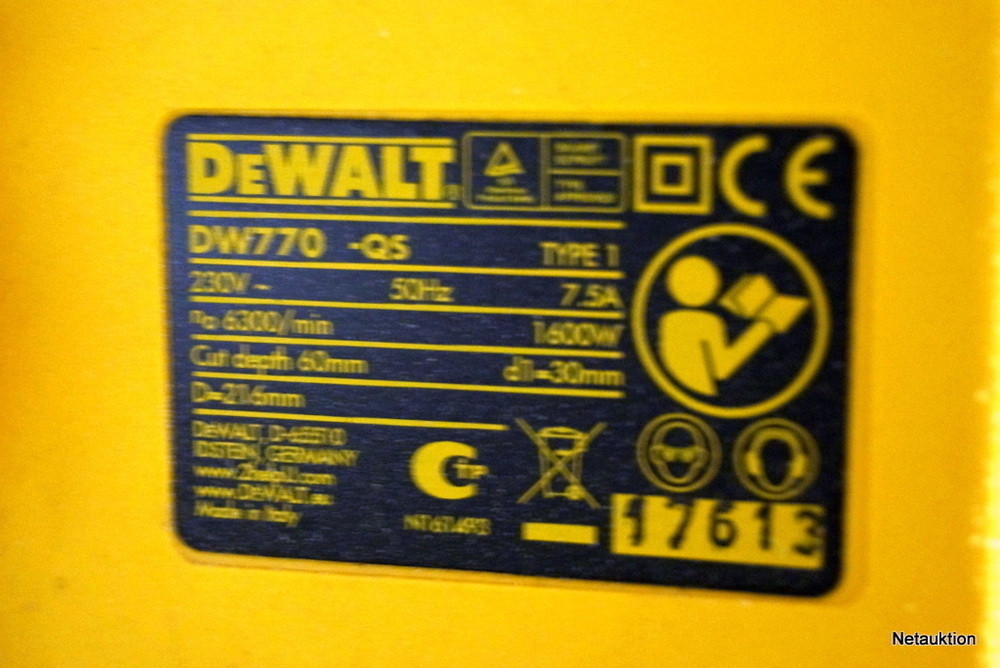 DEWALT
CE
DW770 -QS TYPE 1
230V ~ 50Hz 7.5A
n₀ 6300/min 1600W
Cut depth 60mm d1=30mm
D=216mm
DEWALT, D-65510
IDSTEIN, GERMANY
www.2helpU.com
www.DEWALT.eu
Made in Italy
17613
Netauktion